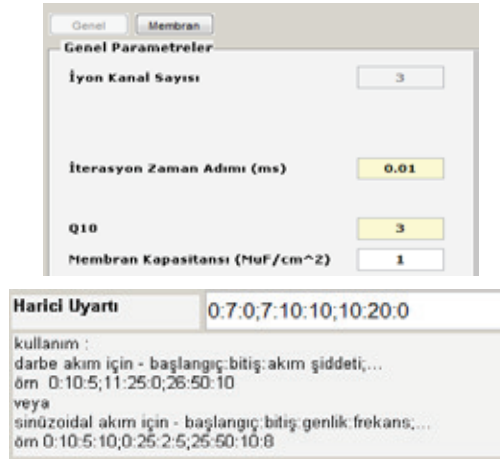 Genel Membran
Genel Parametreler
İyon Kanal Sayısı 3
İterasyon Zaman Adımı (ms) 0.01
Q10 3
Membran Kapasitansı (MuF/cm^2) 1
Harici Uyartı 0:7:0;7:10:10;10:20:0
kullanım :
darbe akım için - başlangıç:bitiş:akım şiddeti;...
örn 0:10:5;11:25:0;26:50:10
veya
sinüzoidal akım için - başlangıç:bitiş:genlik:frekans;...
örn 0:10:5:10;0:25:2:5;25:50:10:8